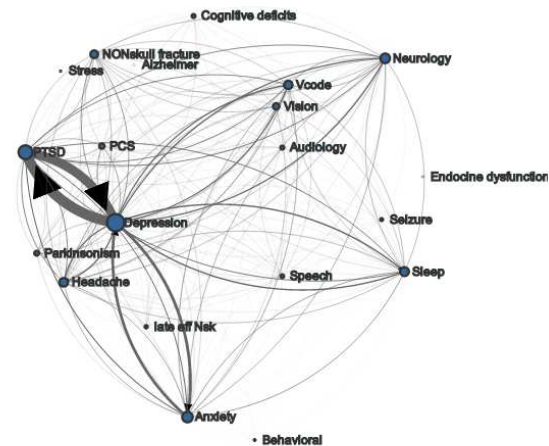 Cognitive deficits
NONskull fracture
Neurology
Alzheimer
Stress
Vcode
Vision
PTSD
PCS
Audiology
Endocine dysfunction
Depression
Seizure
Parkinsonism
Headache
Speech
Sleep
late eff Nsk
Anxiety
Behavioral